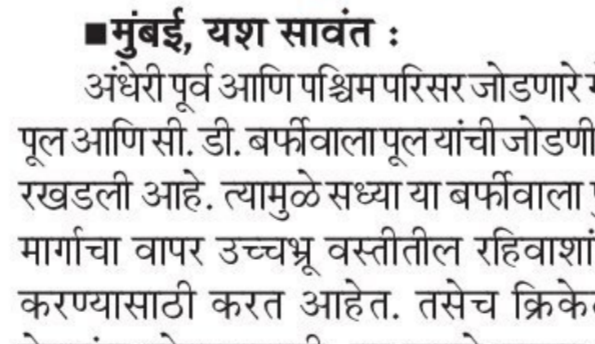 ■मुंबई, यश सावंत :
अंधेरी पूर्व आणि पश्चिम परिसर जोडणारे
पूल आणि सी. डी. बर्फीवाला पूल यांची जोडणी
रखडली आहे. त्यामुळे सध्या या बर्फीवाला
मार्गाचा वापर उच्चभ्रू वस्तीतील रहिवाशां
करण्यासाठी करत आहेत. तसेच